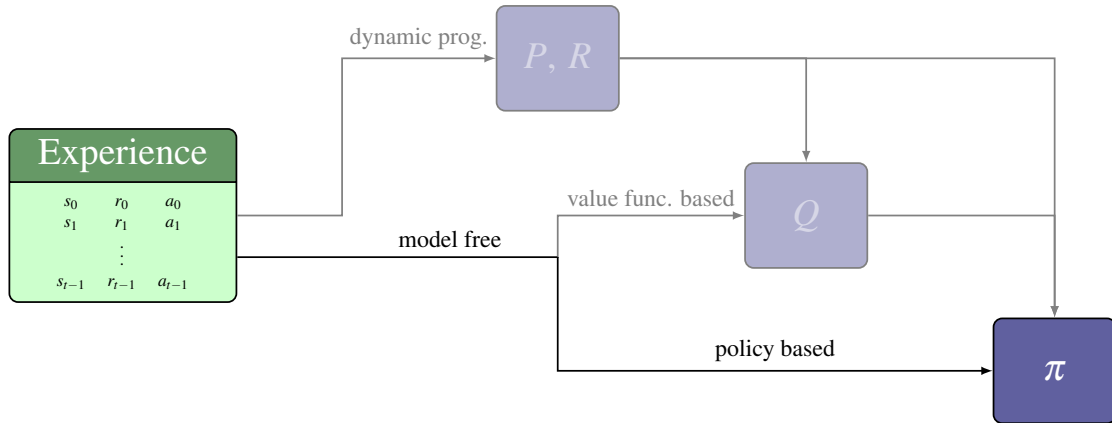 dynamic prog.
P, R
Experience
s₀ r₀ a₀
s₁ r₁ a₁
⋮
sₜ₋₁ rₜ₋₁ aₜ₋₁
value func. based
Q
model free
policy based
π